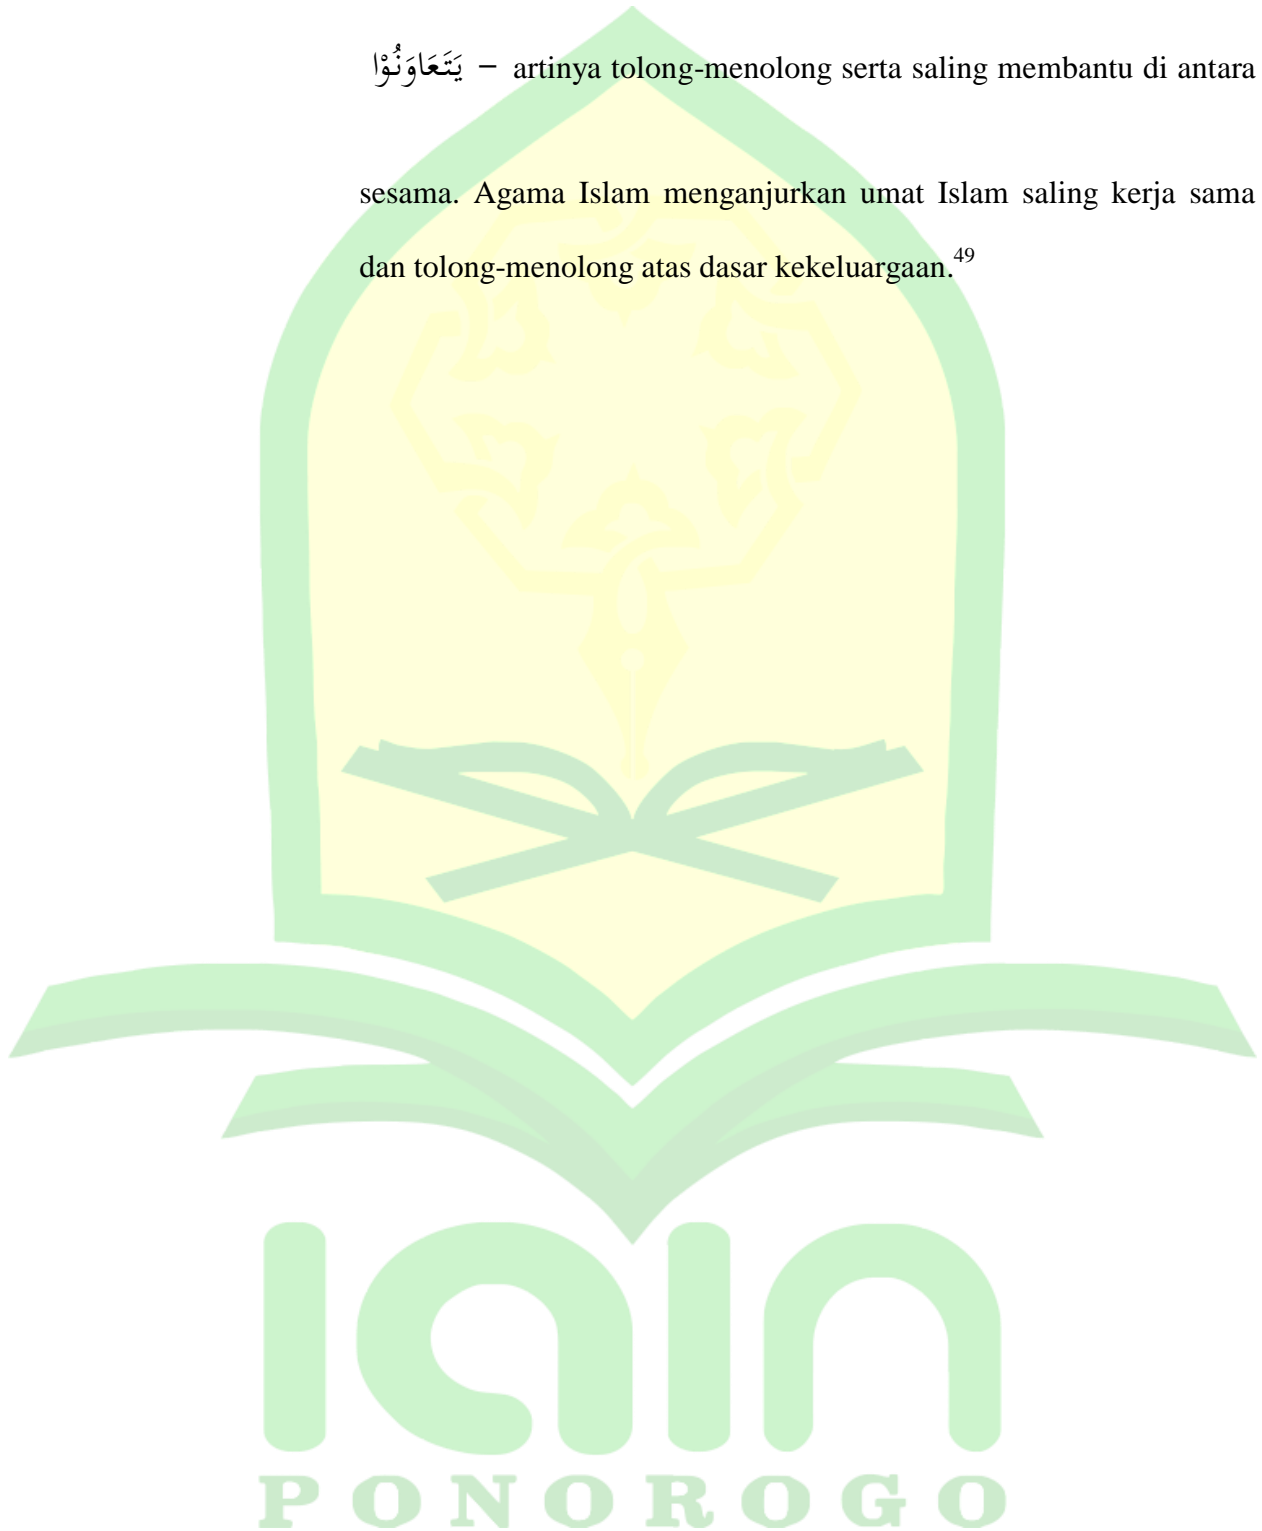 يَتَعَاوَنُوْا – artinya tolong-menolong serta saling membantu di antara
sesama. Agama Islam menganjurkan umat Islam saling kerja sama
dan tolong-menolong atas dasar kekeluargaan.49
iain
PONOROGO